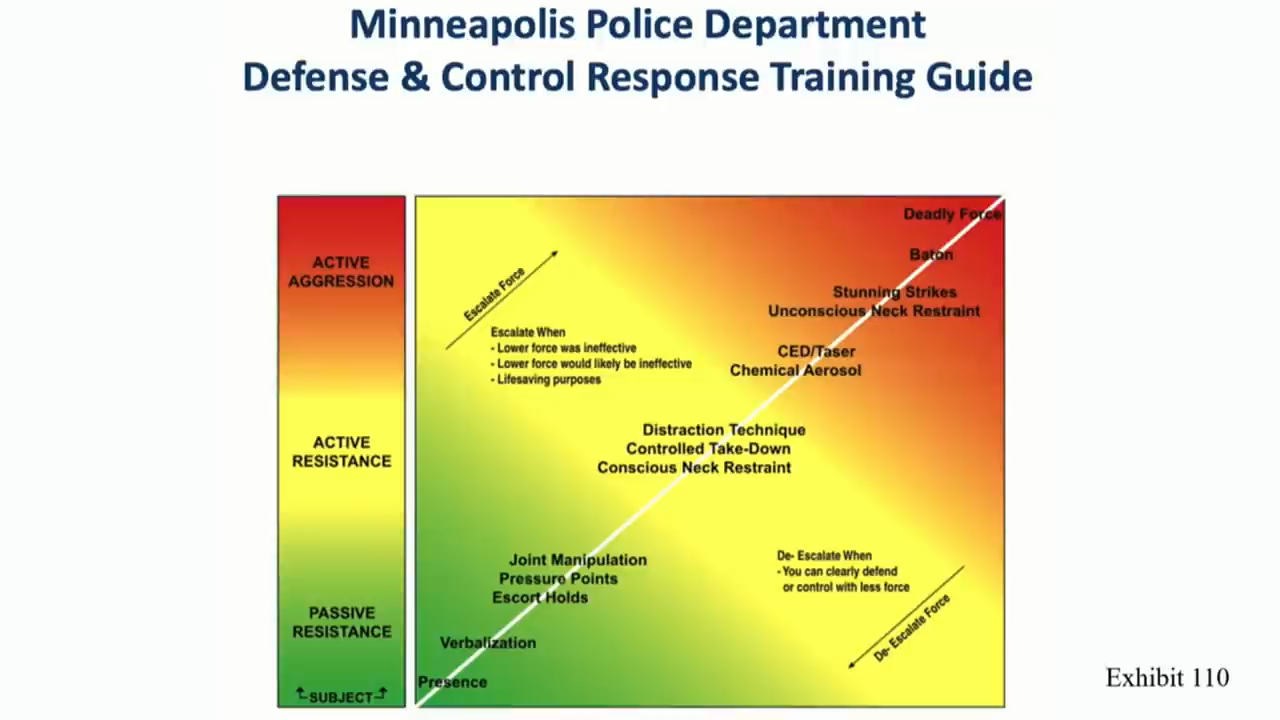 Minneapolis Police Department
Defense & Control Response Training Guide
ACTIVE
AGGRESSION
ACTIVE
RESISTANCE
PASSIVE
RESISTANCE
SUBJECT
Escalate Force
Escalate When
- Lower force was ineffective
- Lower force would likely be ineffective
- Lifesaving purposes
Deadly Force
Baton
Stunning Strikes
Unconscious Neck Restraint
CED/Taser
Chemical Aerosol
Distraction Technique
Controlled Take-Down
Conscious Neck Restraint
Joint Manipulation
Pressure Points
Escort Holds
Verbalization
Presence
De- Escalate When
- You can clearly defend
or control with less force
De- Escalate Force
Exhibit 110